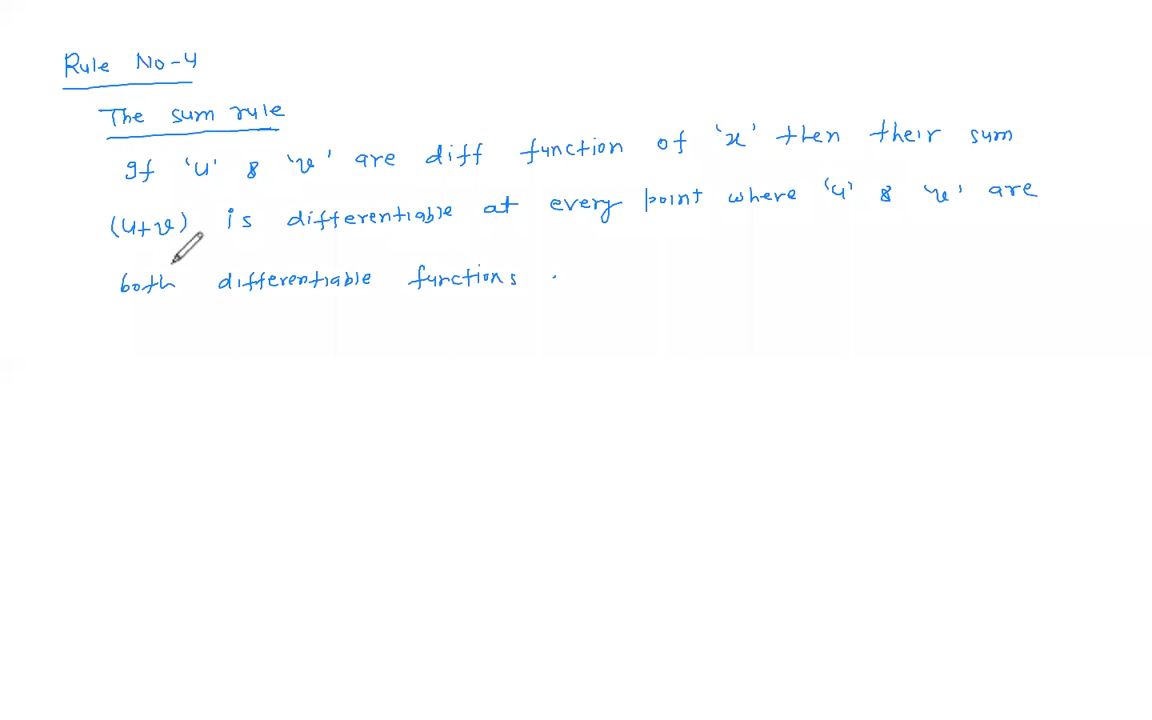 Rule No-4
The sum rule
If 'u' & 'v' are diff function of 'x' then their sum
(u+v) is differentiable at every point where 'u' & 'v' are
both differentiable functions .